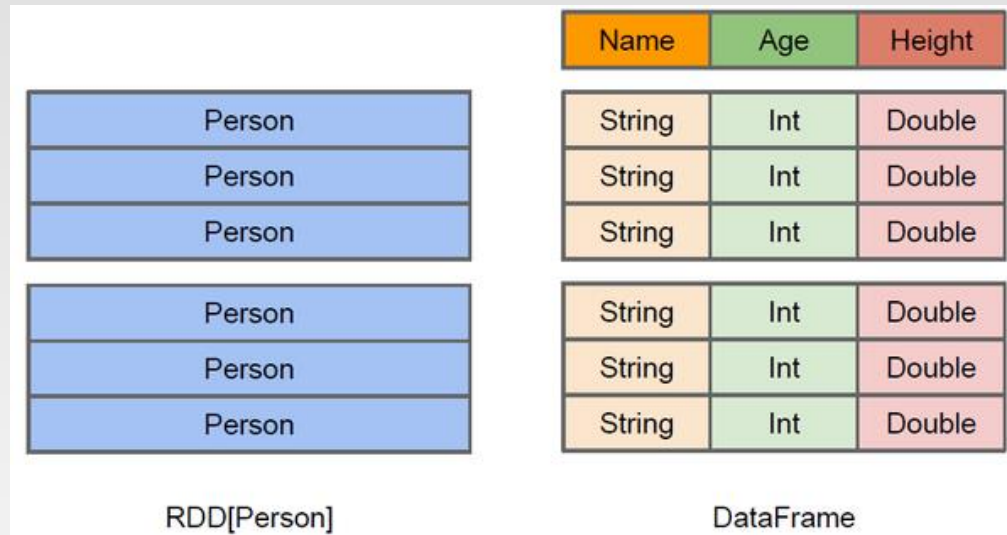 Name Age Height
Person String Int Double
Person String Int Double
Person String Int Double
Person String Int Double
Person String Int Double
Person String Int Double
RDD[Person] DataFrame